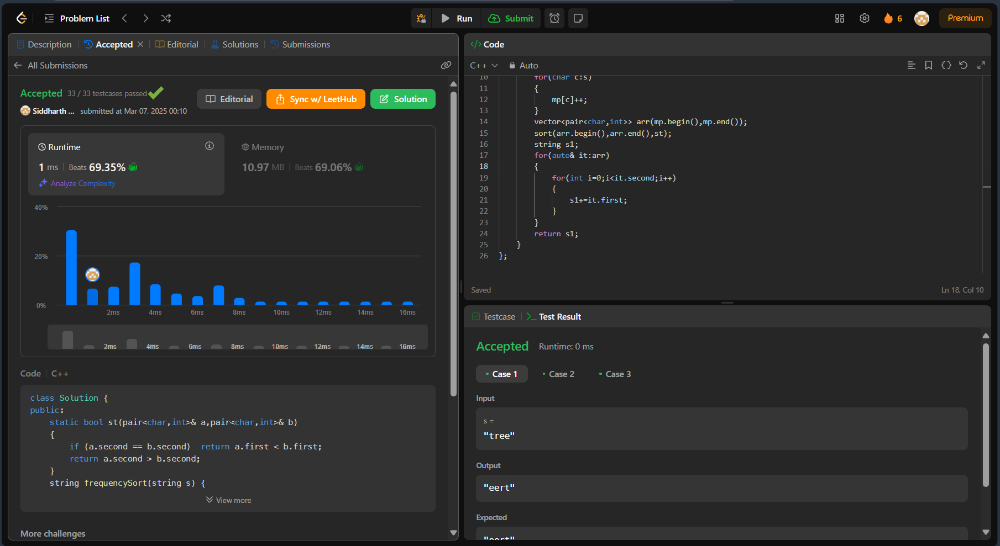 Problem List
Run
Submit
6
Premium
Description
Accepted
Editorial
Solutions
Submissions
All Submissions
Accepted 33 / 33 testcases passed
Siddharth ... submitted at Mar 07, 2025 00:10
Editorial
Sync w/ LeetHub
Solution
Runtime
1 ms Beats 69.35%
Analyze Complexity
Memory
10.97 MB Beats 69.06%
40%
20%
0%
2ms 4ms 6ms 8ms 10ms 12ms 14ms 16ms
2ms 4ms 6ms 8ms 10ms 12ms 14ms 16ms
Code C++
class Solution {
public:
    static bool st(pair<char,int>& a,pair<char,int>& b)
    {
        if (a.second == b.second)  return a.first < b.first;
        return a.second > b.second;
    }
    string frequencySort(string s) {
View more
More challenges
</> Code
C++ Auto
10         for(char c:s)
11         {
12             mp[c]++;
13         }
14         vector<pair<char,int>> arr(mp.begin(),mp.end());
15         sort(arr.begin(),arr.end(),st);
16         string s1;
17         for(auto& it:arr)
18         {
19             for(int i=0;i<it.second;i++)
20             {
21                 s1+=it.first;
22             }
23         }
24         return s1;
25     }
26 };
Saved
Ln 18, Col 10
Testcase
Test Result
Accepted Runtime: 0 ms
Case 1
Case 2
Case 3
Input
s =
"tree"
Output
"eert"
Expected
"eert"